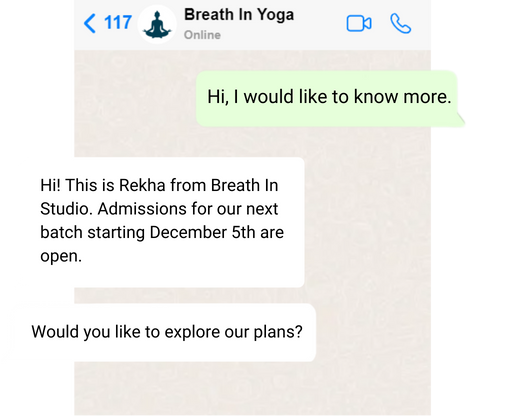 117
Breath In Yoga
Online
Hi, I would like to know more.
Hi! This is Rekha from Breath In
Studio. Admissions for our next
batch starting December 5th are
open.
Would you like to explore our plans?